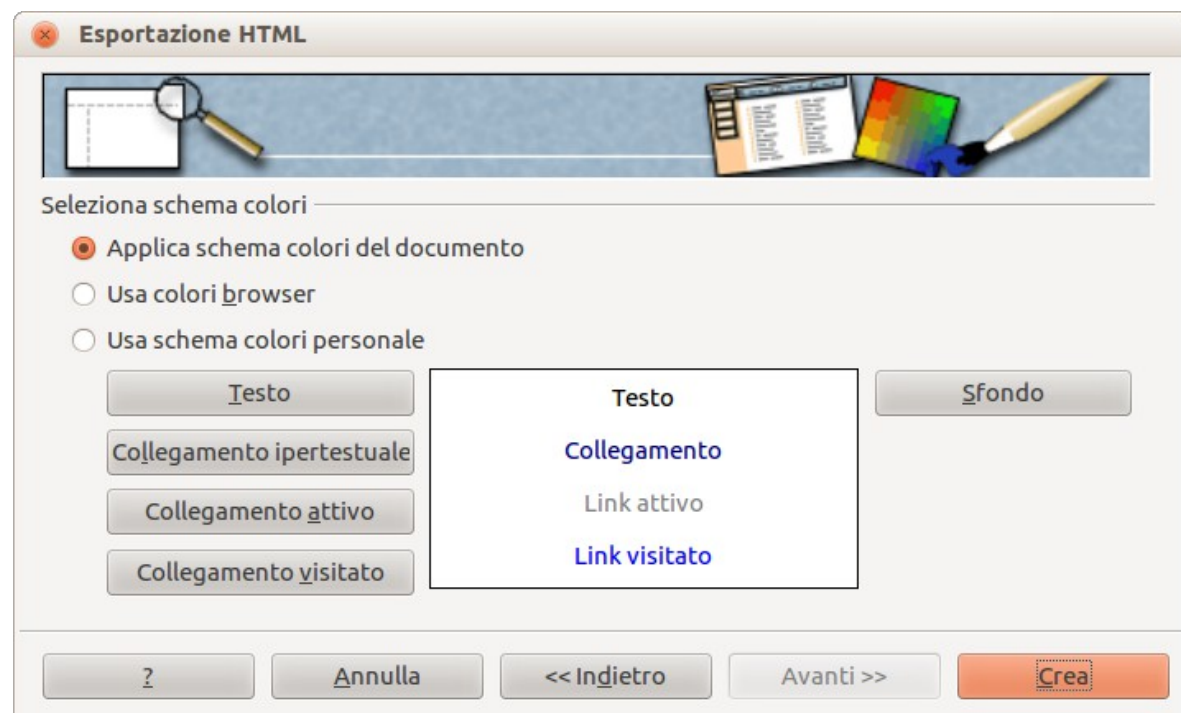 Esportazione HTML
Seleziona schema colori
Applica schema colori del documento
Usa colori browser
Usa schema colori personale
Testo
Testo
Sfondo
Collegamento ipertestuale
Collegamento
Collegamento attivo
Link attivo
Collegamento visitato
Link visitato
?
Annulla
<< Indietro
Avanti >>
Crea